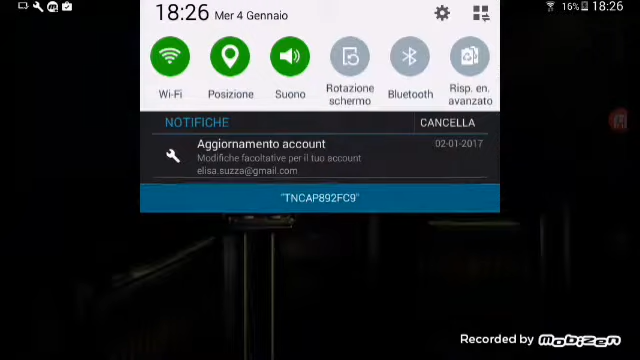 16% 18:26
18:26 Mer 4 Gennaio
Wi-Fi
Posizione
Suono
Rotazione
schermo
Bluetooth
Risp. en.
avanzato
NOTIFICHE
CANCELLA
Aggiornamento account
02-01-2017
Modifiche facoltative per il tuo account
elisa.suzza@gmail.com
"TNCAP892FC9"
Recorded by Mobizen